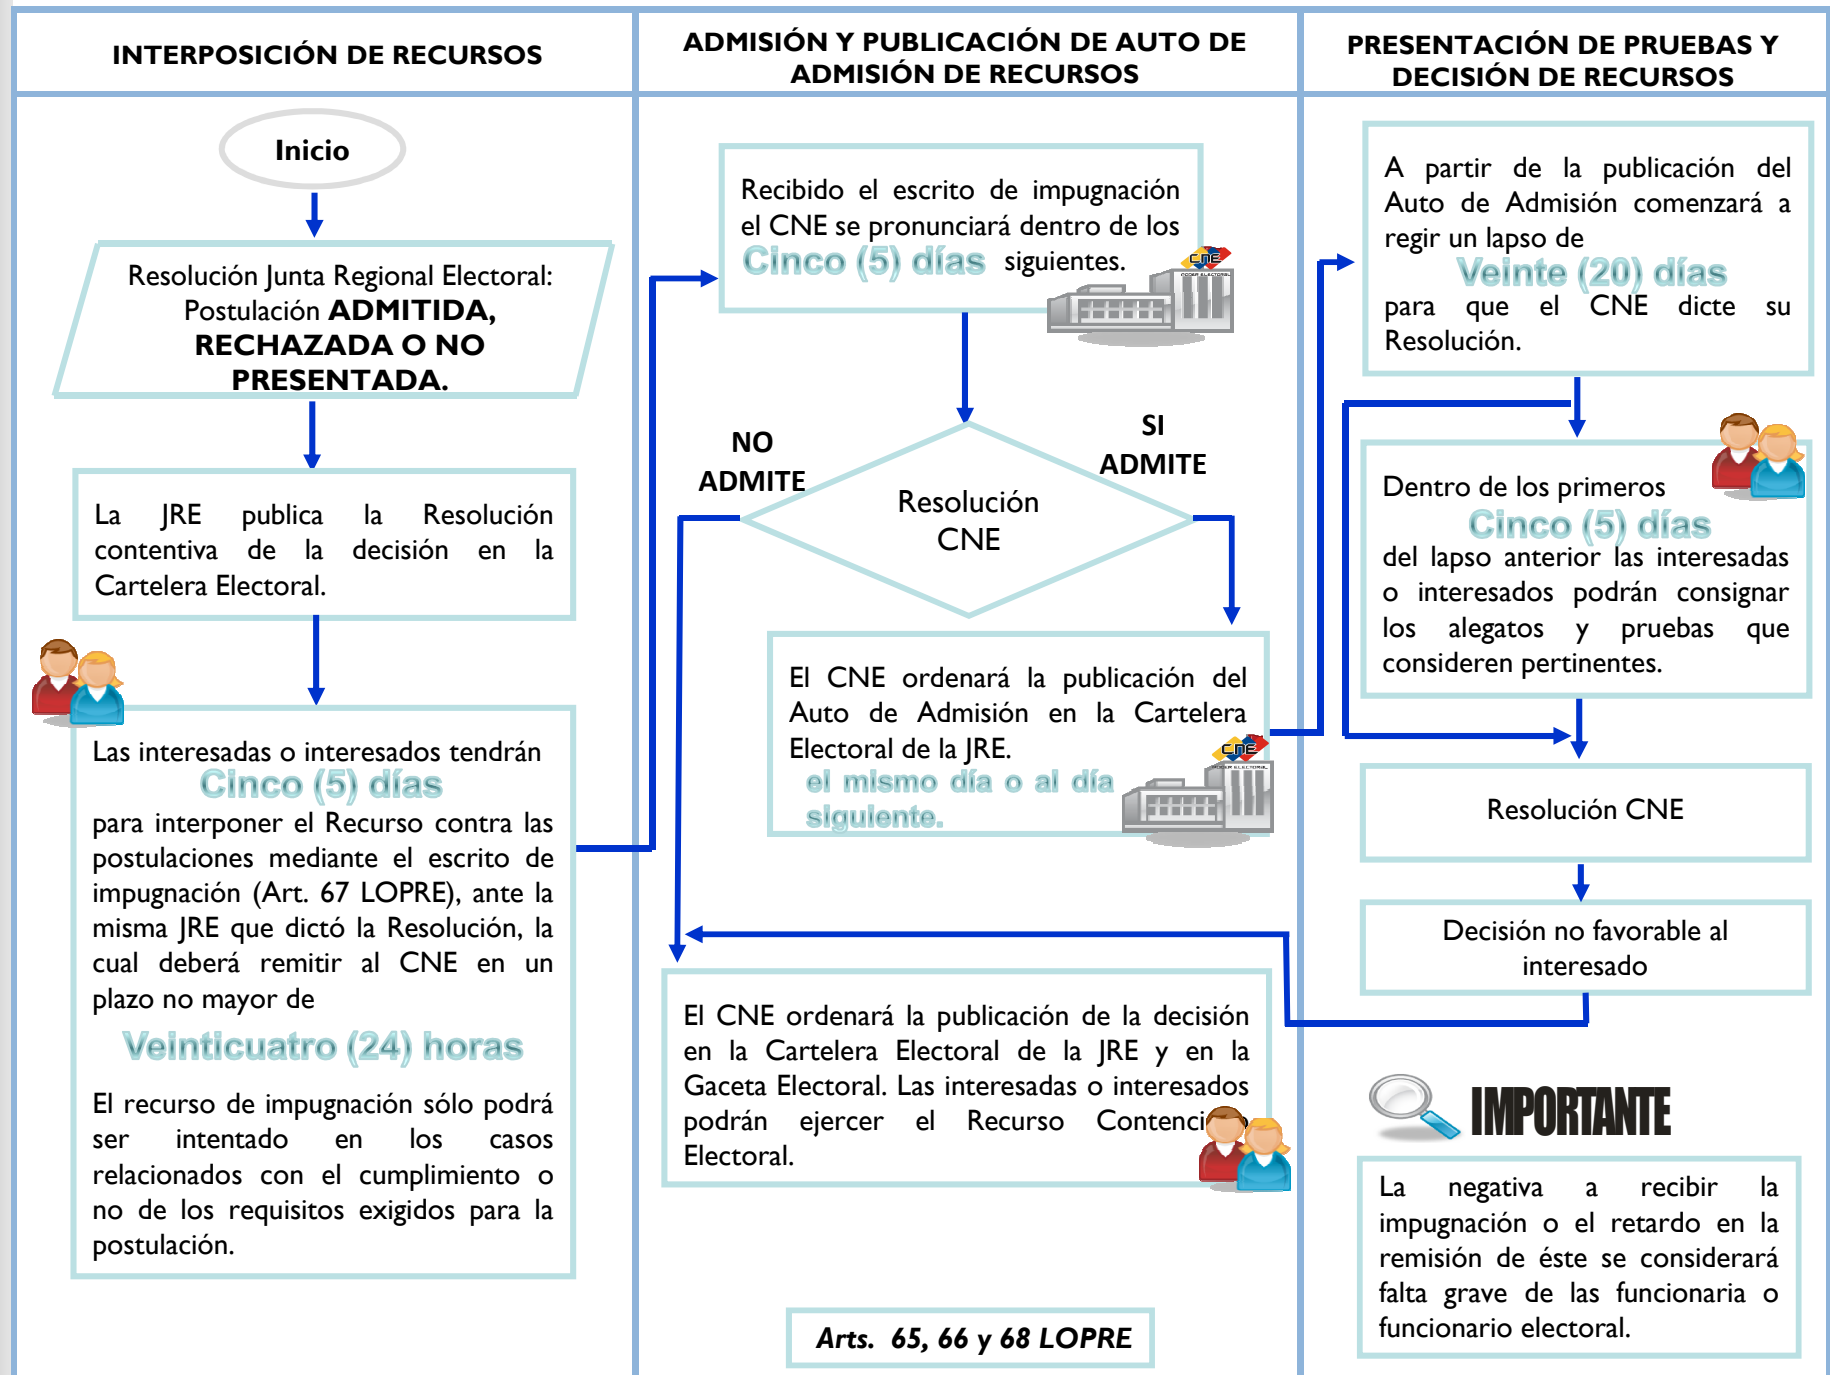 INTERPOSICIÓN DE RECURSOS
Inicio
Resolución Junta Regional Electoral:
Postulación ADMITIDA,
RECHAZADA O NO
PRESENTADA.
La JRE publica la Resolución
contentiva de la decisión en la
Cartelera Electoral.
Las interesadas o interesados tendrán
Cinco (5) días
para interponer el Recurso contra las
postulaciones mediante el escrito de
impugnación (Art. 67 LOPRE), ante la
misma JRE que dictó la Resolución, la
cual deberá remitir al CNE en un
plazo no mayor de
Veinticuatro (24) horas
El recurso de impugnación sólo podrá
ser intentado en los casos
relacionados con el cumplimiento o
no de los requisitos exigidos para la
postulación.
ADMISIÓN Y PUBLICACIÓN DE AUTO DE
ADMISIÓN DE RECURSOS
Recibido el escrito de impugnación
el CNE se pronunciará dentro de los
Cinco (5) días siguientes.
CNE
PODER ELECTORAL
NO
ADMITE
SI
ADMITE
Resolución
CNE
El CNE ordenará la publicación del
Auto de Admisión en la Cartelera
Electoral de la JRE.
el mismo día o al día
siguiente.
CNE
PODER ELECTORAL
El CNE ordenará la publicación de la decisión
en la Cartelera Electoral de la JRE y en la
Gaceta Electoral. Las interesadas o interesados
podrán ejercer el Recurso Contenci
Electoral.
Arts. 65, 66 y 68 LOPRE
PRESENTACIÓN DE PRUEBAS Y
DECISIÓN DE RECURSOS
A partir de la publicación del
Auto de Admisión comenzará a
regir un lapso de
Veinte (20) días
para que el CNE dicte su
Resolución.
Dentro de los primeros
Cinco (5) días
del lapso anterior las interesadas
o interesados podrán consignar
los alegatos y pruebas que
consideren pertinentes.
Resolución CNE
Decisión no favorable al
interesado
IMPORTANTE
La negativa a recibir la
impugnación o el retardo en la
remisión de éste se considerará
falta grave de las funcionaria o
funcionario electoral.